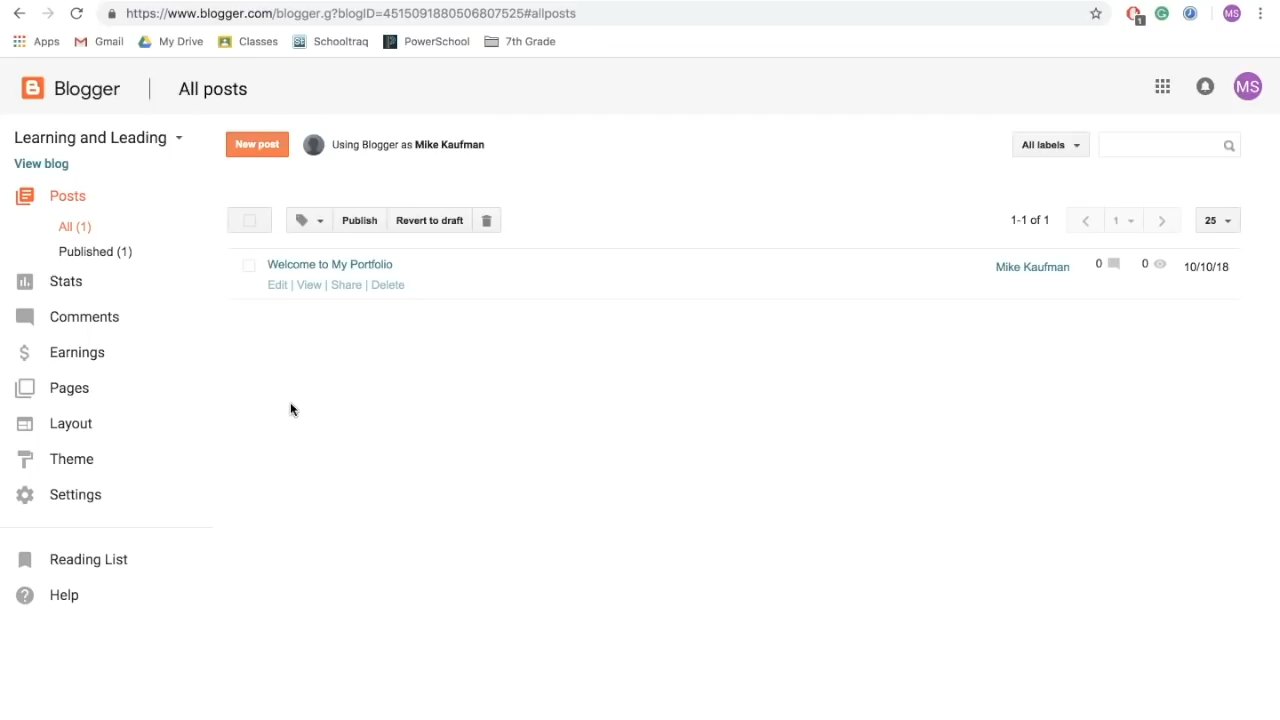 https://www.blogger.com/blogger.g?blogID=4515091880506807525#allposts
1
MS
Apps Gmail My Drive Classes Schooltraq PowerSchool 7th Grade
Blogger All posts
MS
Learning and Leading
View blog
New post Using Blogger as Mike Kaufman All labels
Posts
All (1)
Published (1)
Publish Revert to draft 1-1 of 1 1 25
Welcome to My Portfolio Mike Kaufman 0 0 10/10/18
Edit | View | Share | Delete
Stats
Comments
Earnings
Pages
Layout
Theme
Settings
Reading List
Help